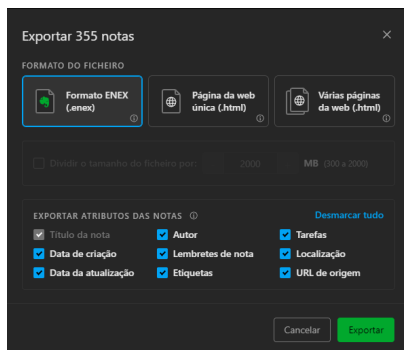 Exportar 355 notas
FORMATO DO FICHEIRO
Formato ENEX
(.enex)
Página da web
única (.html)
Várias páginas
da web (.html)
Dividir o tamanho do ficheiro por:
2000
MB (300 a 2000)
EXPORTAR ATRIBUTOS DAS NOTAS
Desmarcar tudo
Título da nota
Autor
Tarefas
Data de criação
Lembretes de nota
Localização
Data da atualização
Etiquetas
URL de origem
Cancelar
Exportar